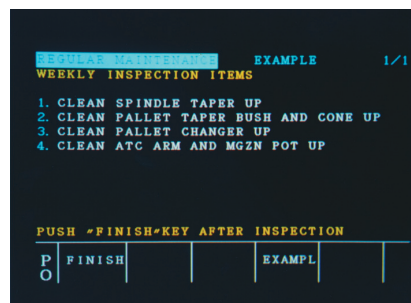 REGULAR MAINTENANCE EXAMPLE 1/1
WEEKLY INSPECTION ITEMS
1. CLEAN SPINDLE TAPER UP
2. CLEAN PALLET TAPER BUSH AND CONE UP
3. CLEAN PALLET CHANGER UP
4. CLEAN ATC ARM AND MGZN POT UP
PUSH "FINISH"KEY AFTER INSPECTION
PO FINISH EXAMPL